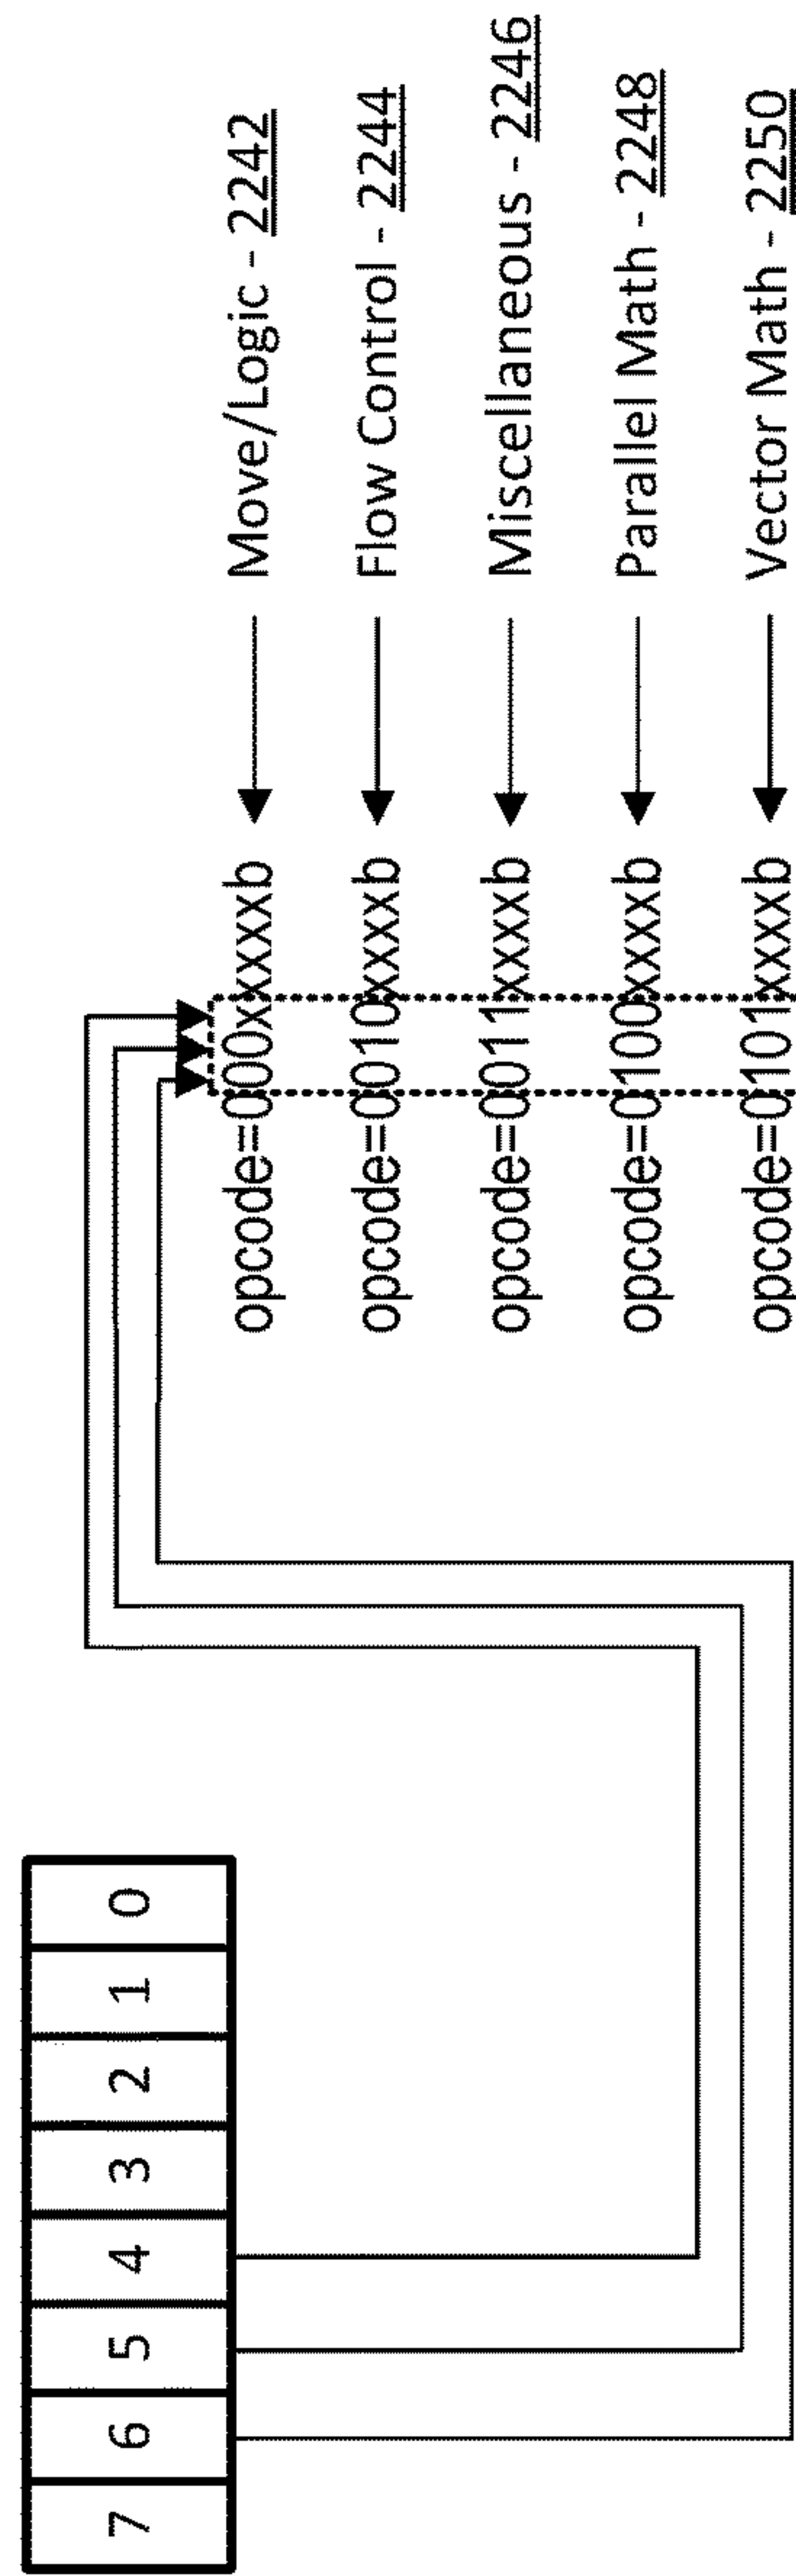 7 6 5 4 3 2 1 0
opcode=000xxxxxb Move/Logic - 2242
opcode=0010xxxxb Flow Control - 2244
opcode=0011xxxxb Miscellaneous - 2246
opcode=0100xxxxb Parallel Math - 2248
opcode=0101xxxxb Vector Math - 2250